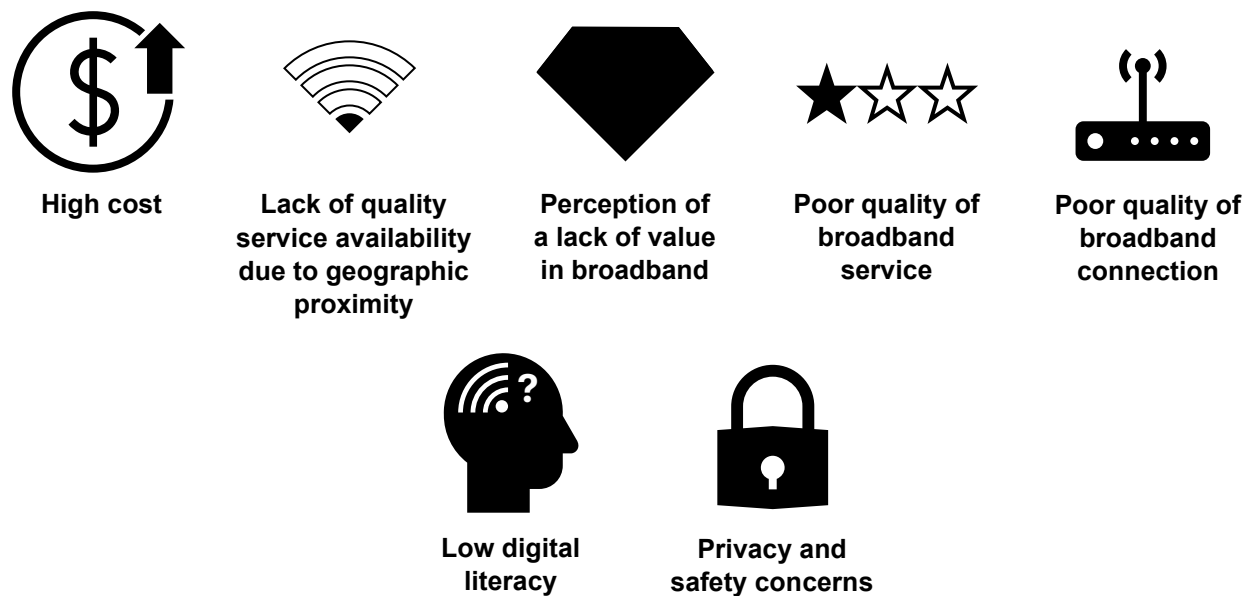 High cost
Lack of quality
service availability
due to geographic
proximity
Perception of
a lack of value
in broadband
Poor quality of
broadband
service
Poor quality of
broadband
connection
Low digital
literacy
Privacy and
safety concerns